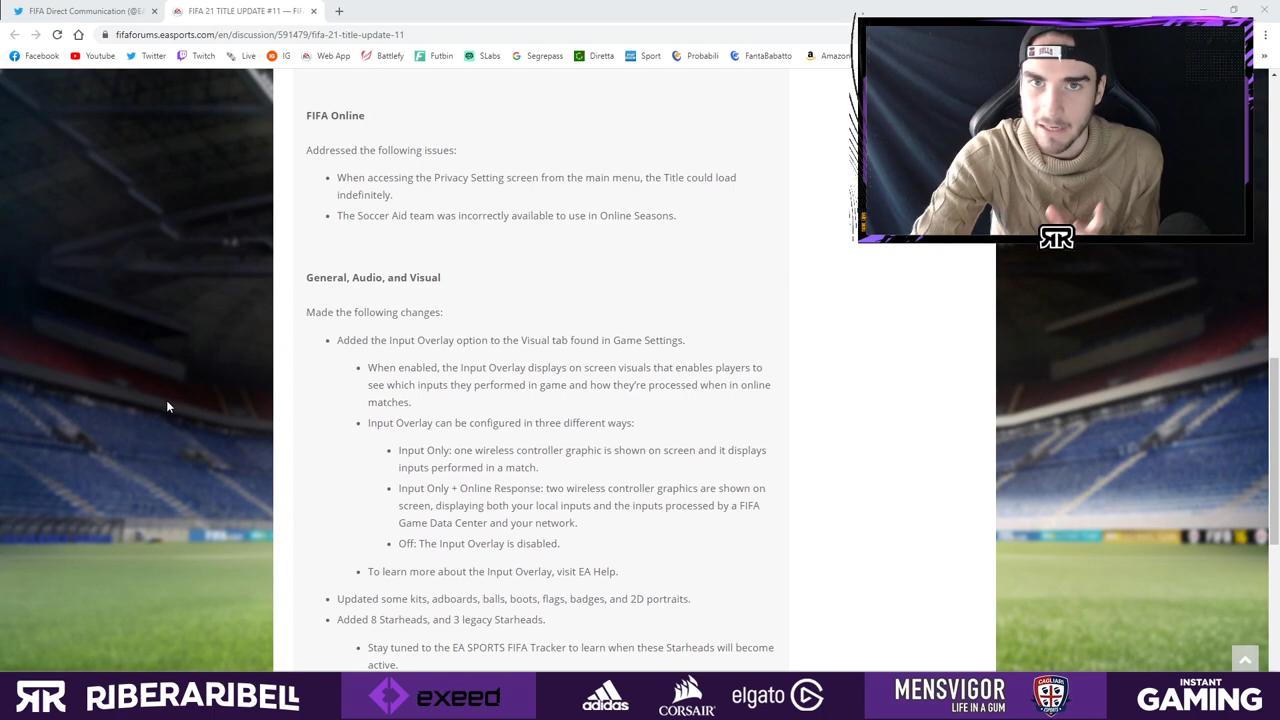 FIFA Direct Communication (@EA
FIFA 21 TITLE UPDATE #11 — FIF
fifaforums.easports.com/en/discussion/591479/fifa-21-title-update-11
Facebook YouTube Twitter Twitch Live IG Web App Battlefy Futbin SLabs Segrepass Diretta Sport Probabili FantaBabatto Amazon
FIFA Online
Addressed the following issues:
When accessing the Privacy Setting screen from the main menu, the Title could load
indefinitely.
The Soccer Aid team was incorrectly available to use in Online Seasons.
General, Audio, and Visual
Made the following changes:
Added the Input Overlay option to the Visual tab found in Game Settings.
When enabled, the Input Overlay displays on screen visuals that enables players to
see which inputs they performed in game and how they're processed when in online
matches.
Input Overlay can be configured in three different ways:
Input Only: one wireless controller graphic is shown on screen and it displays
inputs performed in a match.
Input Only + Online Response: two wireless controller graphics are shown on
screen, displaying both your local inputs and the inputs processed by a FIFA
Game Data Center and your network.
Off: The Input Overlay is disabled.
To learn more about the Input Overlay, visit EA Help.
Updated some kits, adboards, balls, boots, flags, badges, and 2D portraits.
Added 8 Starheads, and 3 legacy Starheads.
Stay tuned to the EA SPORTS FIFA Tracker to learn when these Starheads will become
active.
RIBERARIBELL exeed adidas CORSAIR elgato MENSVIGOR LIFE IN A GUM CAGLIARI INSTANT GAMING